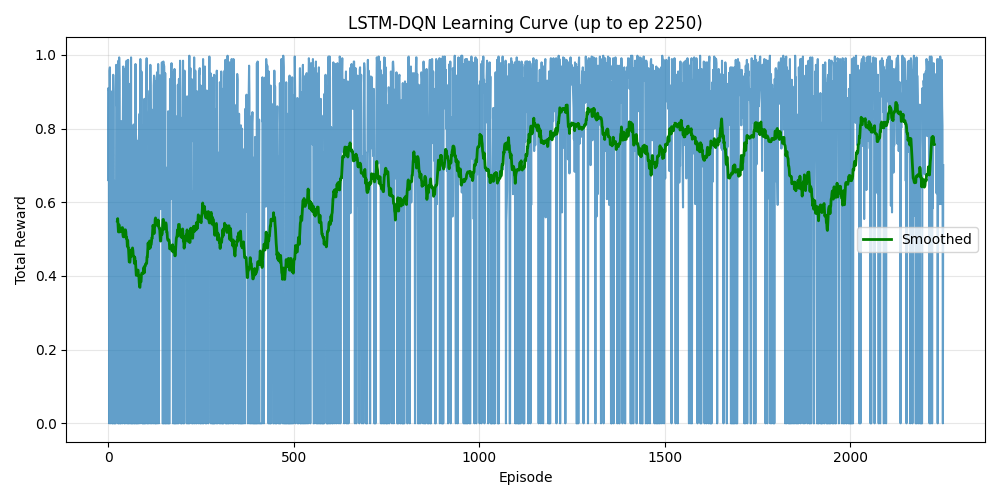 LSTM-DQN Learning Curve (up to ep 2250)
1.0
0.8
0.6
0.4
0.2
0.0
Total Reward
Smoothed
0 500 1000 1500 2000
Episode